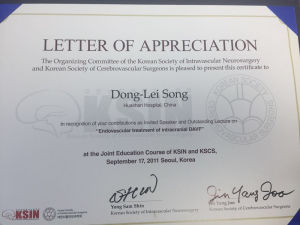 LETTER OF APPRECIATION
The Organizing Committee of the Korean Society of Intravascular Neurosurgery
and Korean Society of Cerebrovascular Surgeons is pleased to present this certificate to
Dong-Lei Song
Huashan Hospital, China
in recognition of your contributions as Invited Speaker and Outstanding Lecture on
"Endovascular treatment of intracranial DAVF"
at the Joint Education Course of KSIN and KSCS,
September 17, 2011 Seoul, Korea
Yong Sam Shin
Korean Society of Intravascular Neurosurgery
Korean Society of Cerebrovascular Surgeons
KSIN